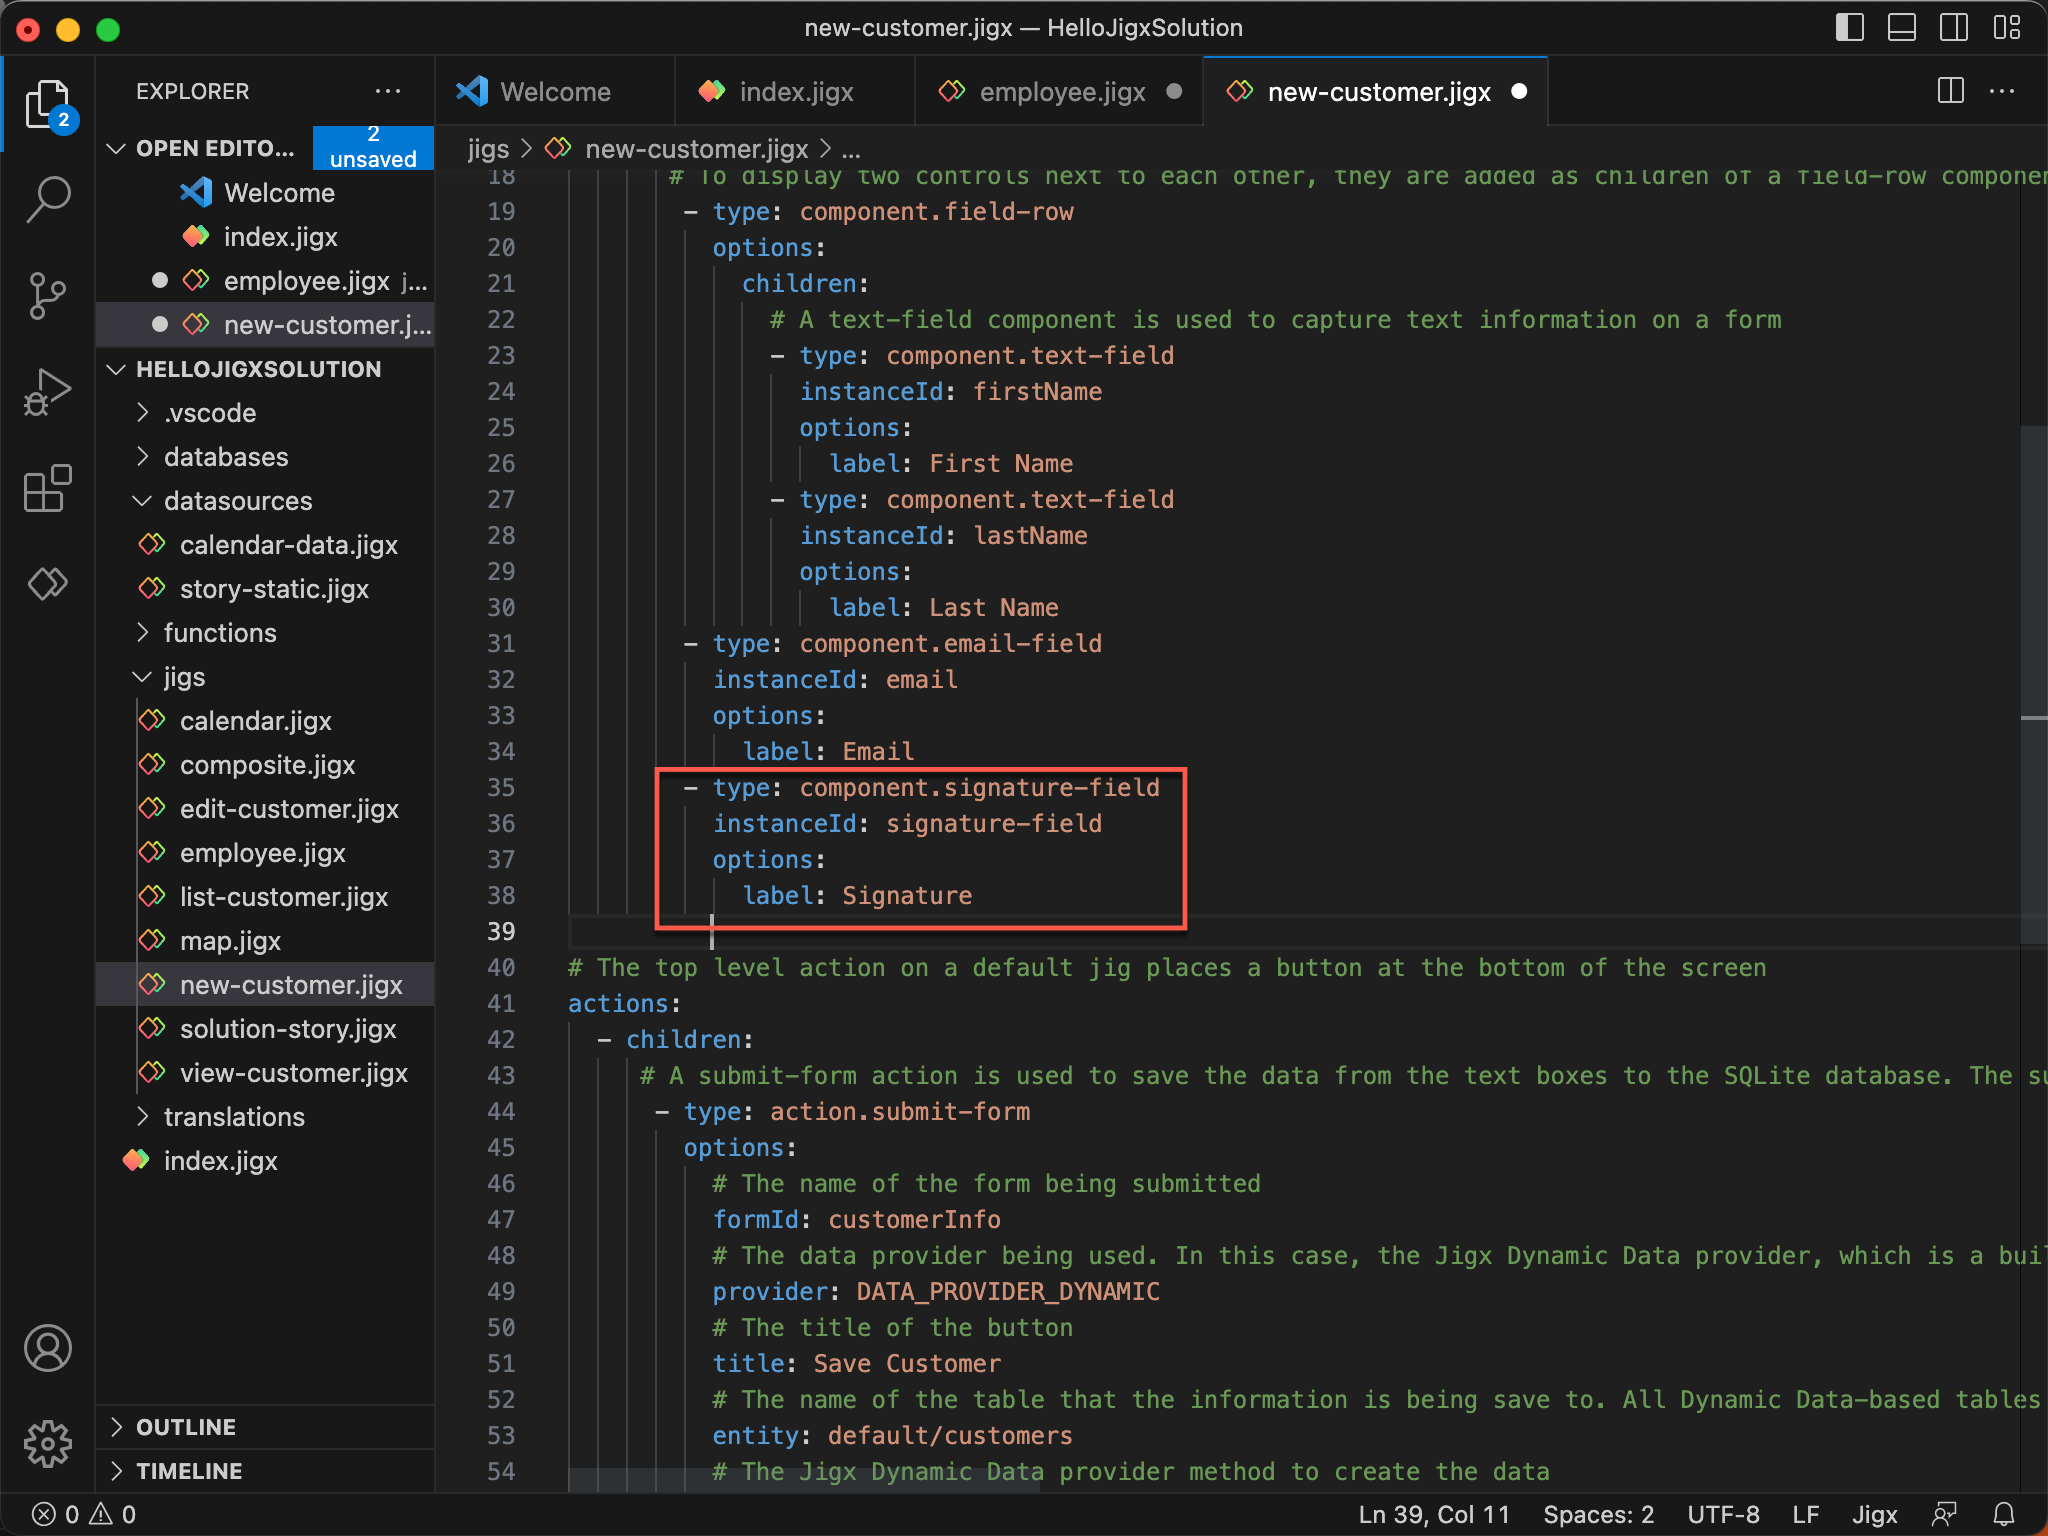 new-customer.jigx — HelloJigxSolution
EXPLORER
2
OPEN EDITO...
2 unsaved
Welcome
index.jigx
employee.jigx j...
new-customer.j...
HELLOJIGXSOLUTION
.vscode
databases
datasources
calendar-data.jigx
story-static.jigx
functions
jigs
calendar.jigx
composite.jigx
edit-customer.jigx
employee.jigx
list-customer.jigx
map.jigx
new-customer.jigx
solution-story.jigx
view-customer.jigx
translations
index.jigx
OUTLINE
TIMELINE
Welcome
index.jigx
employee.jigx
new-customer.jigx
jigs > new-customer.jigx > ...
18 # To display two controls next to each other, they are added as children of a field-row componen
19 - type: component.field-row
20 options:
21 children:
22 # A text-field component is used to capture text information on a form
23 - type: component.text-field
24 instanceId: firstName
25 options:
26 label: First Name
27 - type: component.text-field
28 instanceId: lastName
29 options:
30 label: Last Name
31 - type: component.email-field
32 instanceId: email
33 options:
34 label: Email
35 - type: component.signature-field
36 instanceId: signature-field
37 options:
38 label: Signature
39
40 # The top level action on a default jig places a button at the bottom of the screen
41 actions:
42 - children:
43 # A submit-form action is used to save the data from the text boxes to the SQLite database. The su
44 - type: action.submit-form
45 options:
46 # The name of the form being submitted
47 formId: customerInfo
48 # The data provider being used. In this case, the Jigx Dynamic Data provider, which is a buil
49 provider: DATA_PROVIDER_DYNAMIC
50 # The title of the button
51 title: Save Customer
52 # The name of the table that the information is being save to. All Dynamic Data-based tables
53 entity: default/customers
54 # The Jigx Dynamic Data provider method to create the data
0 0 Ln 39, Col 11 Spaces: 2 UTF-8 LF Jigx